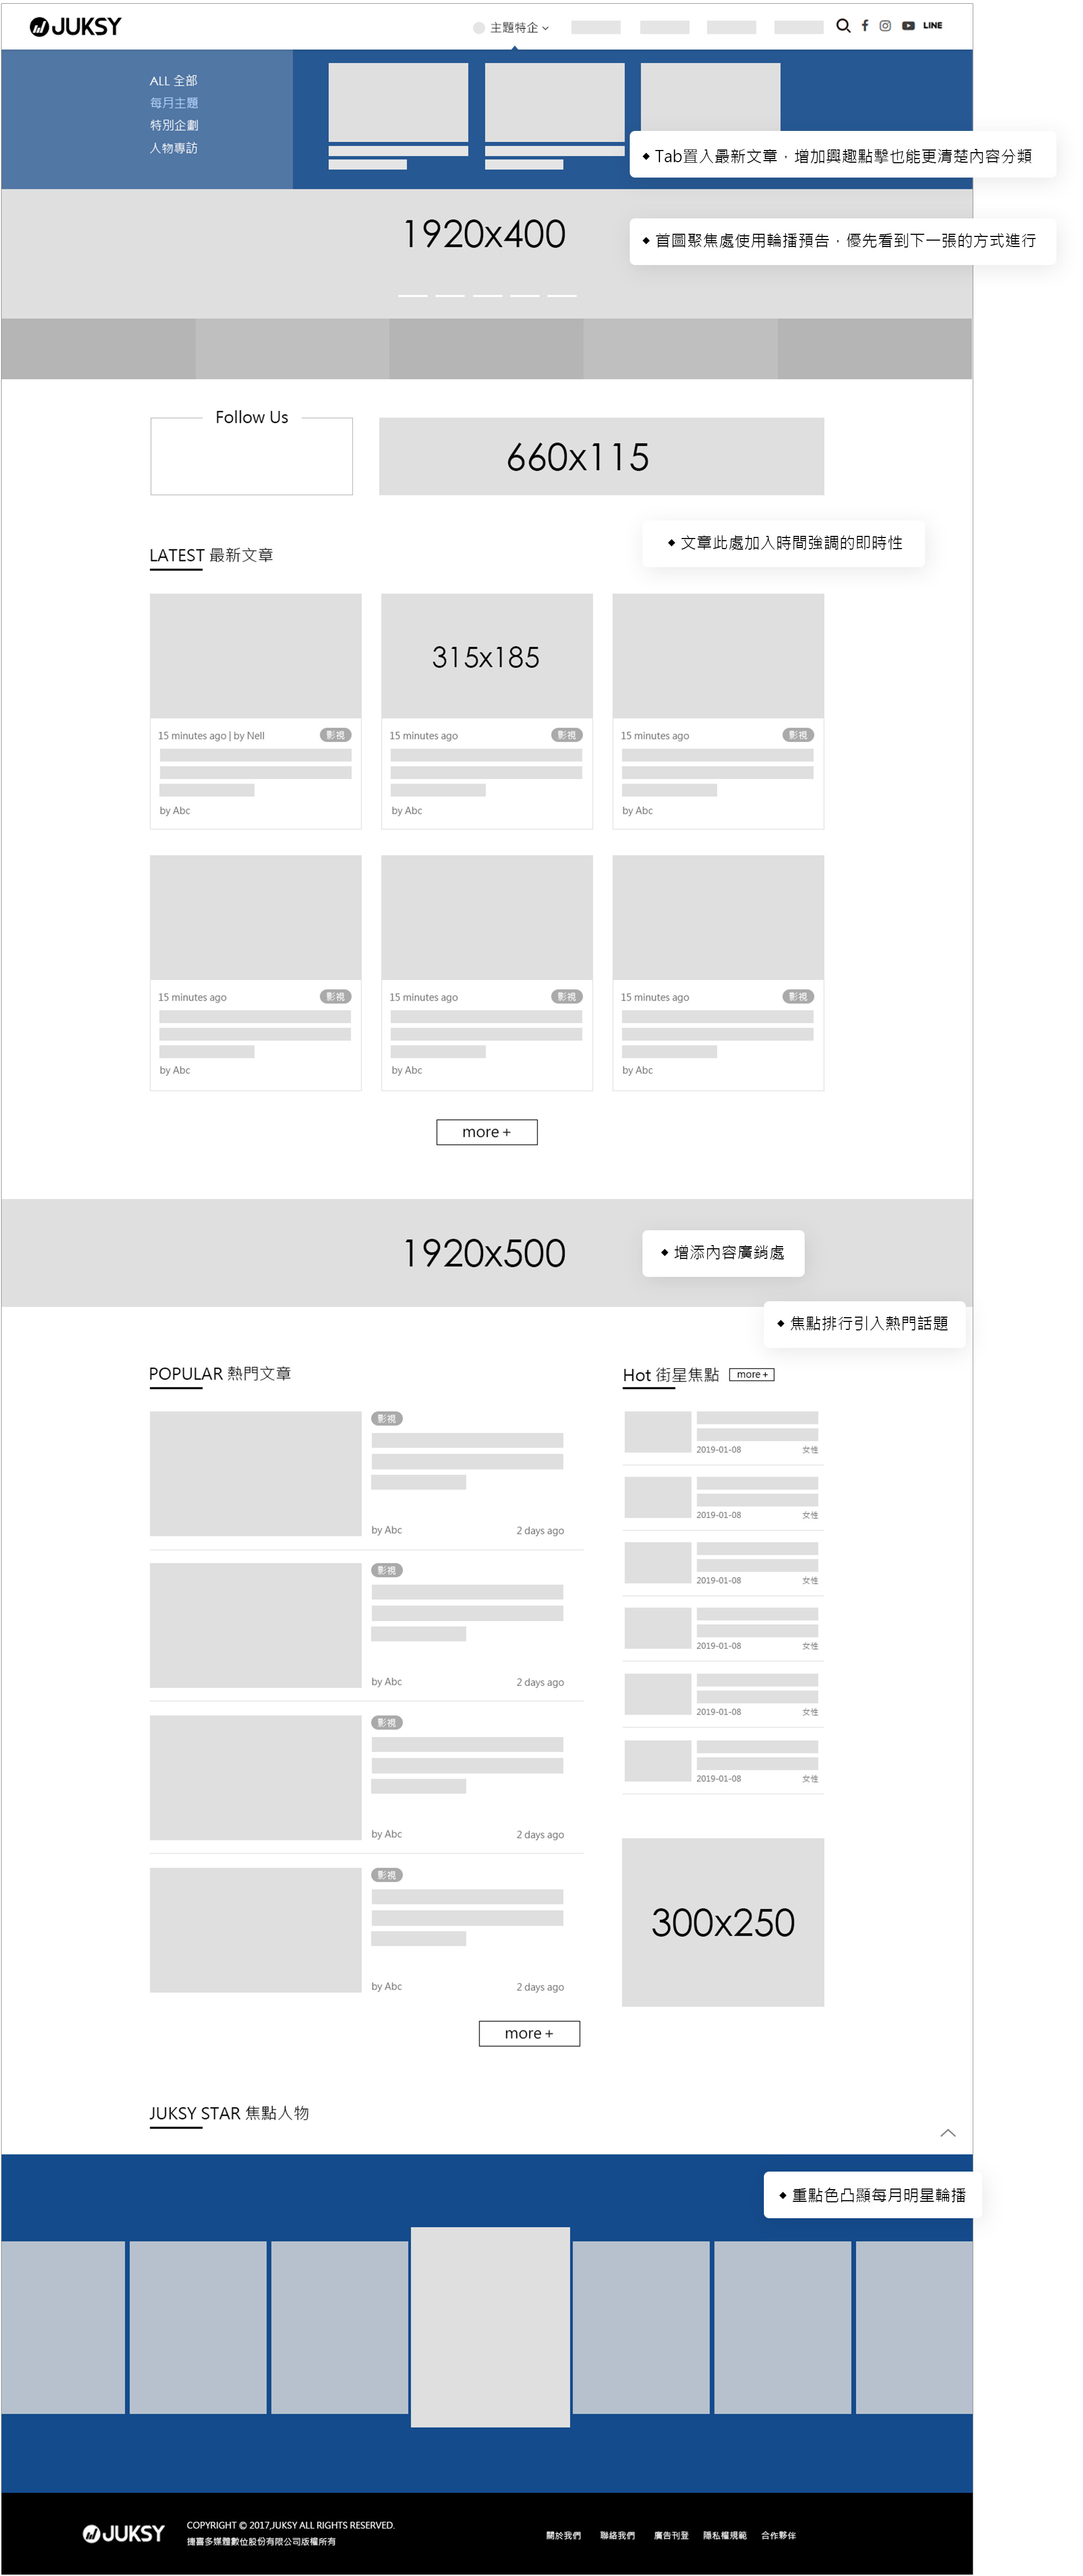 JUKSY
主題特企
LINE
ALL 全部
每月主題
特別企劃
人物專訪
◆ Tab置入最新文章，增加興趣點擊也能更清楚內容分類
1920x400
◆ 首圖聚焦處使用輪播預告，優先看到下一張的方式進行
Follow Us
660x115
◆ 文章此處加入時間強調的即時性
LATEST 最新文章
315x185
15 minutes ago | by Nell 影視
15 minutes ago 影視
15 minutes ago 影視
by Abc
by Abc
by Abc
15 minutes ago 影視
15 minutes ago 影視
15 minutes ago 影視
by Abc
by Abc
by Abc
more +
1920x500
◆ 增添內容廣銷處
◆ 焦點排行引入熱門話題
POPULAR 熱門文章
影視
by Abc 2 days ago
影視
by Abc 2 days ago
影視
by Abc 2 days ago
影視
by Abc 2 days ago
more +
Hot 街星焦點 more +
2019-01-08 女性
2019-01-08 女性
2019-01-08 女性
2019-01-08 女性
2019-01-08 女性
2019-01-08 女性
300x250
JUKSY STAR 焦點人物
◆ 重點色凸顯每月明星輪播
JUKSY
COPYRIGHT © 2017,JUKSY ALL RIGHTS RESERVED.
捷喜多媒體數位股份有限公司版權所有
關於我們 聯絡我們 廣告刊登 隱私權規範 合作夥伴